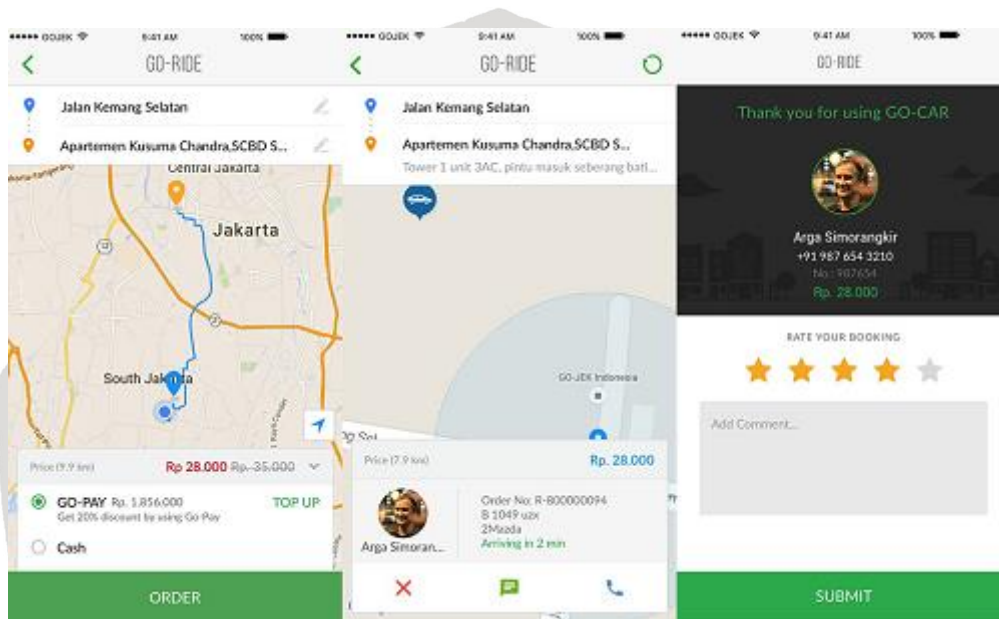 GOJEK 9:41 AM 100%
GO-RIDE
Jalan Kemang Selatan
Apartemen Kusuma Chandra,SCBD S...
Central Jakarta
Jakarta
South Jakarta
Price (9.9 km) Rp 28.000 Rp. 35.000
GO-PAY Rp. 1.856.000 TOP UP
Get 20% discount by using Go-Pay
Cash
ORDER
GOJEK 9:41 AM 100%
GO-RIDE
Jalan Kemang Selatan
Apartemen Kusuma Chandra,SCBD S...
Tower 1 unit 3AC, pintu masuk seberang bati...
GO-JEK Indonesia
Price (7.9 km) Rp. 28.000
Arga Simoran...
Order No: R-800000094
B 1049 uzx
2Mazda
Arriving in 2 min
GOJEK 9:41 AM 100%
GO-RIDE
Thank you for using GO-CAR
Arga Simorangkir
+91 987 654 3210
No.: 987654
Rp. 28.000
RATE YOUR BOOKING
Add Comment...
SUBMIT